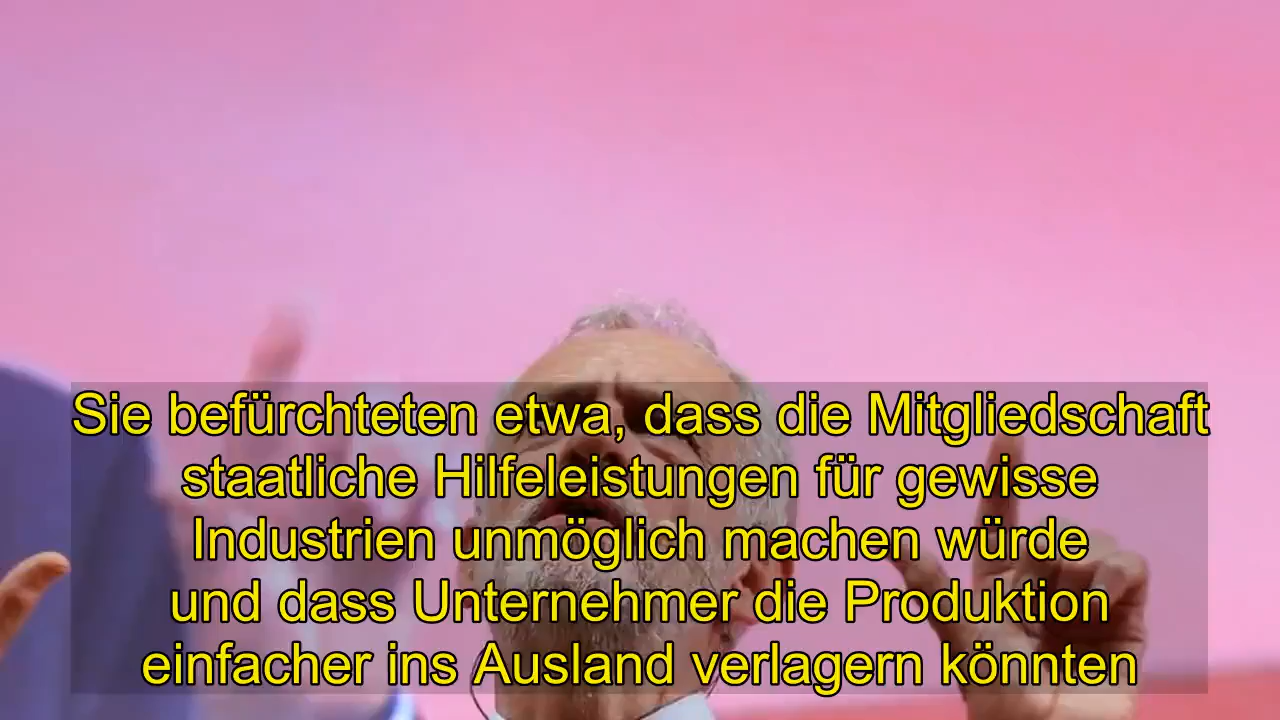 Sie befürchteten etwa, dass die Mitgliedschaft
staatliche Hilfeleistungen für gewisse
Industrien unmöglich machen würde
und dass Unternehmer die Produktion
einfacher ins Ausland verlagern könnten